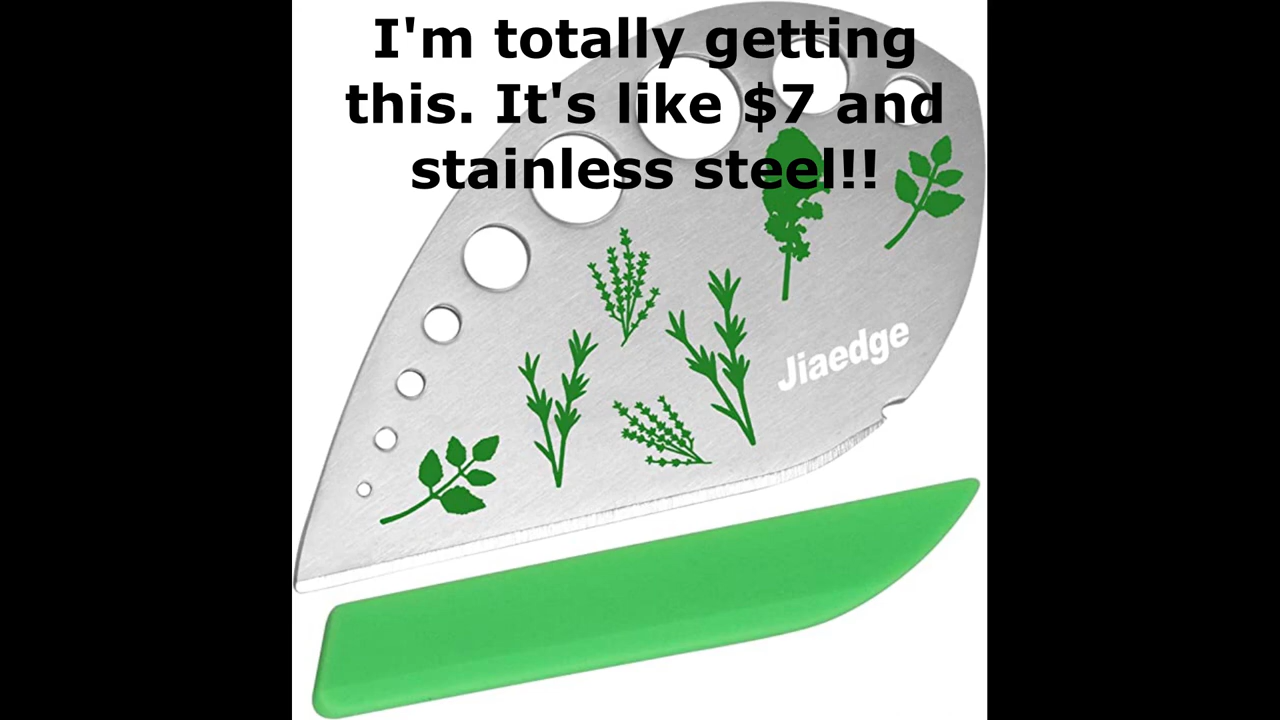 I'm totally getting
this. It's like $7 and
stainless steel!!
Jiaedge